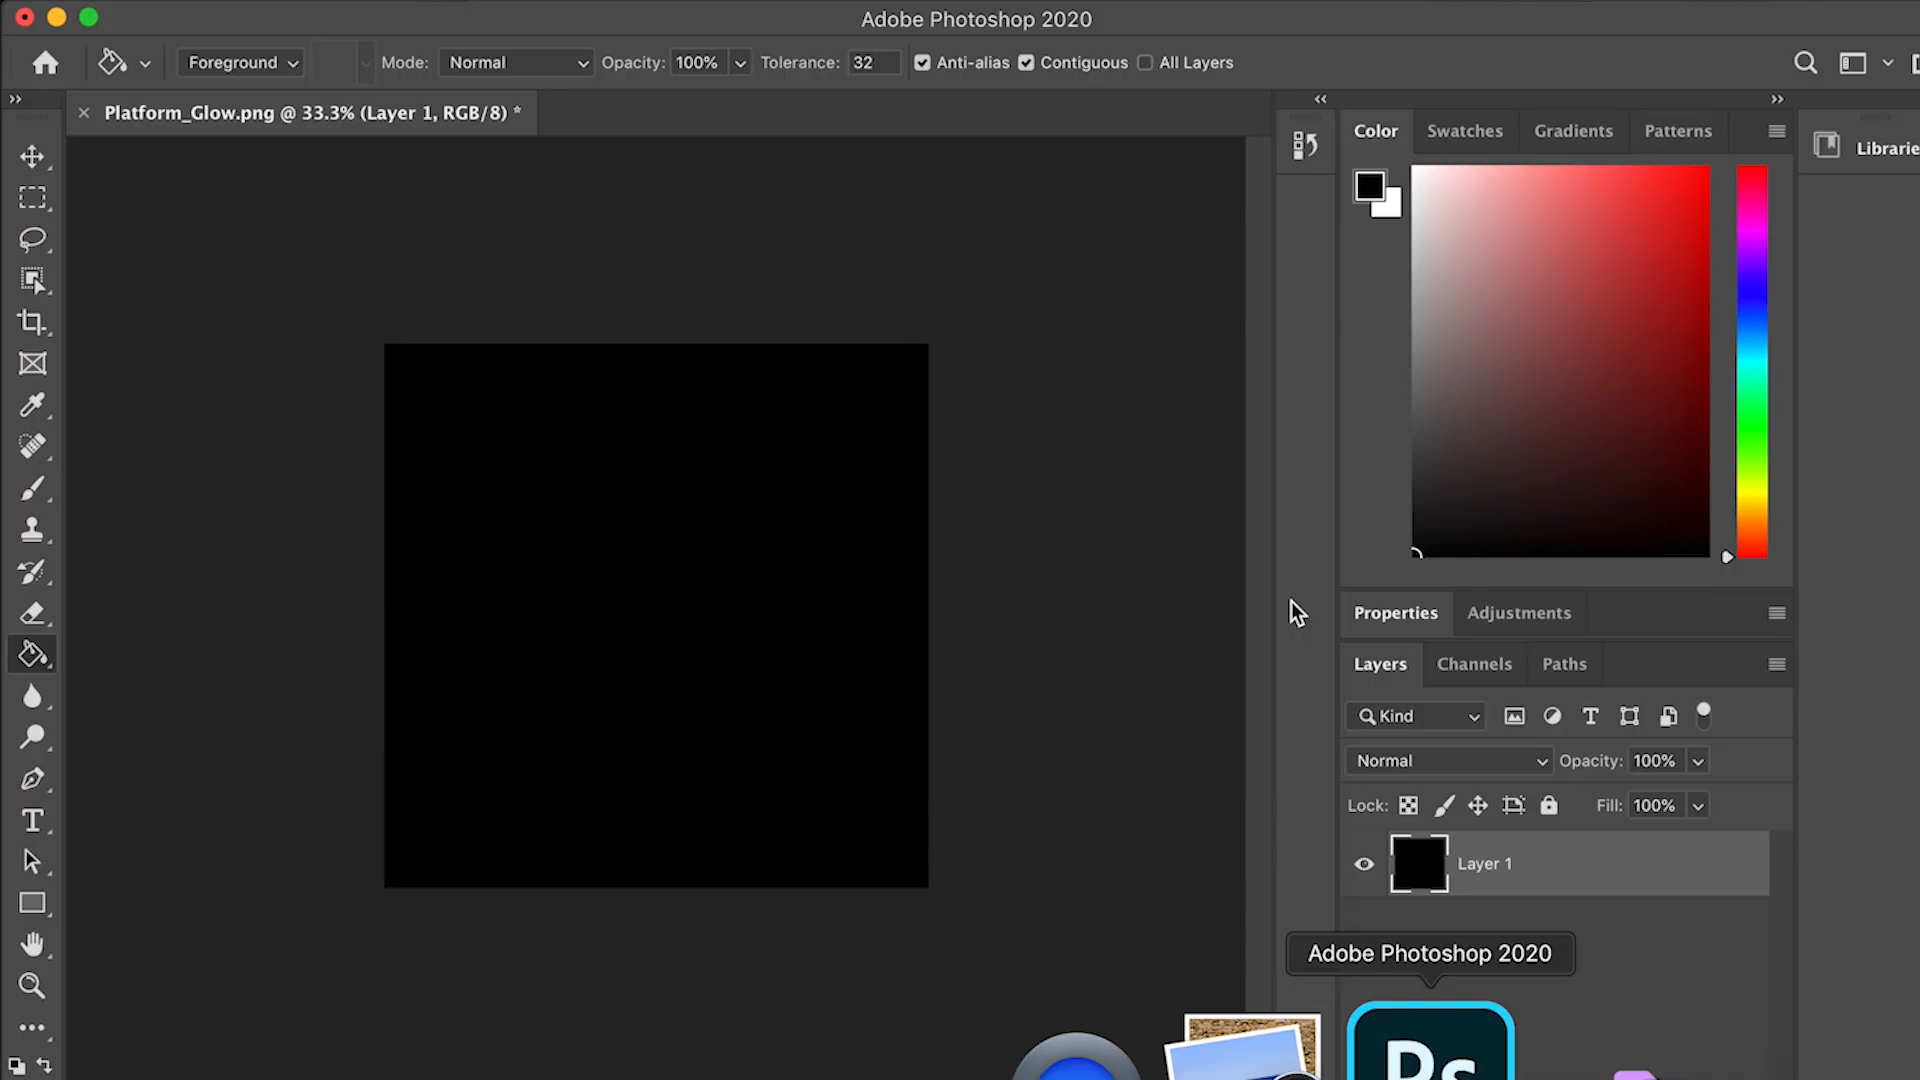 Adobe Photoshop 2020
Foreground Mode: Normal Opacity: 100% Tolerance: 32 Anti-alias Contiguous All Layers
Platform_Glow.png @ 33.3% (Layer 1, RGB/8) *
Color Swatches Gradients Patterns
Librarie
Properties Adjustments
Layers Channels Paths
Kind
Normal Opacity: 100%
Lock: Fill: 100%
Layer 1
Adobe Photoshop 2020
Ps